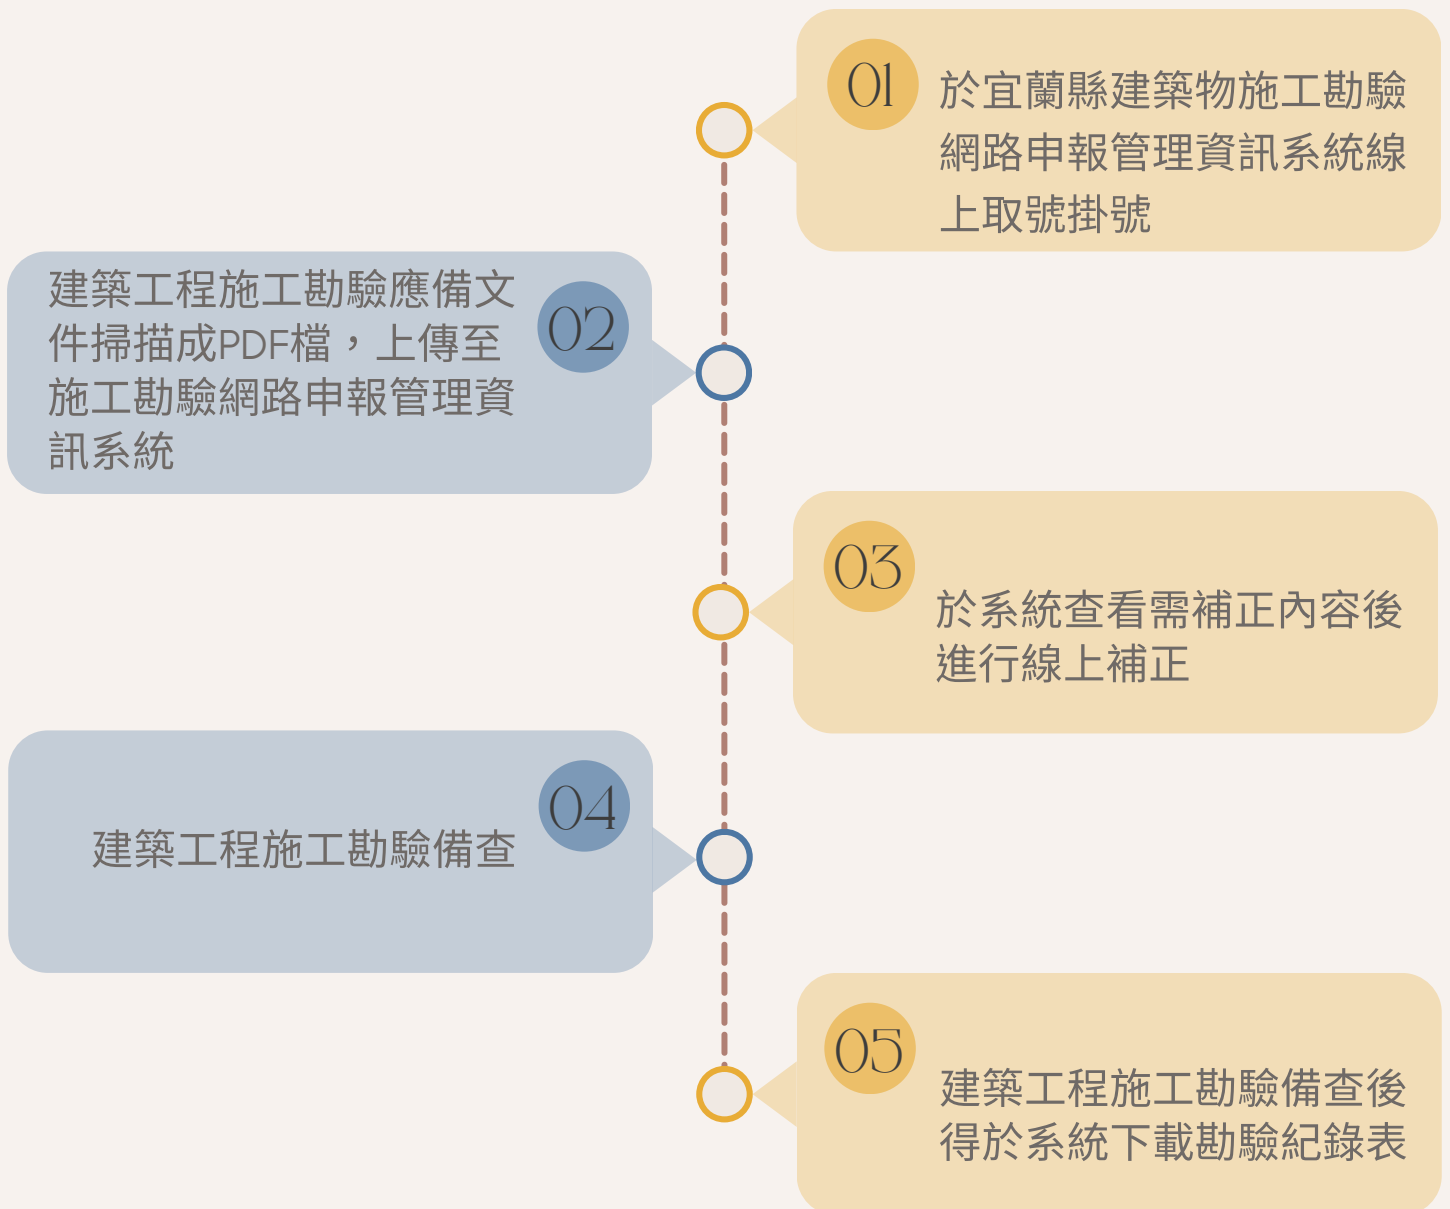 01
於宜蘭縣建築物施工勘驗
網路申報管理資訊系統線
上取號掛號
02
建築工程施工勘驗應備文
件掃描成PDF檔，上傳至
施工勘驗網路申報管理資
訊系統
03
於系統查看需補正內容後
進行線上補正
04
建築工程施工勘驗備查
05
建築工程施工勘驗備查後
得於系統下載勘驗紀錄表